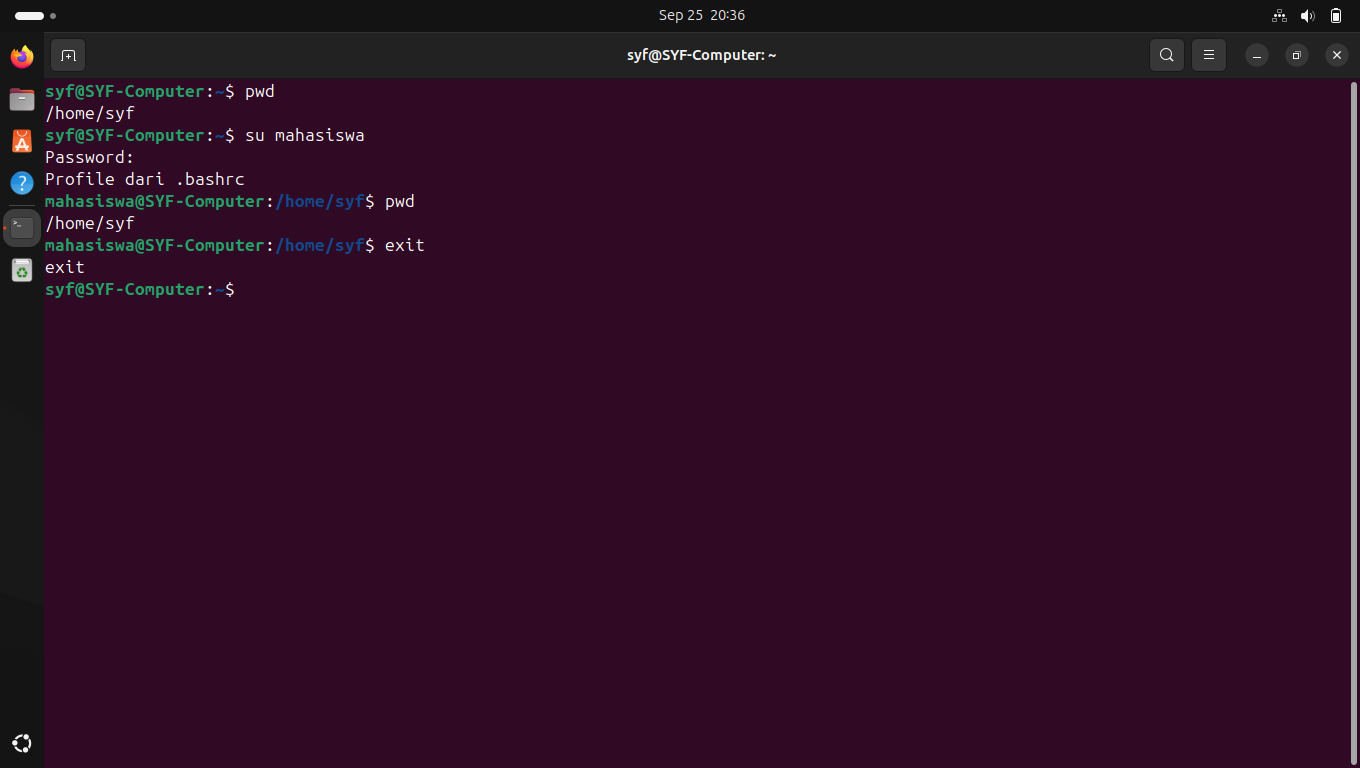 Sep 25 20:36
syf@SYF-Computer: ~
syf@SYF-Computer:~$ pwd
/home/syf
syf@SYF-Computer:~$ su mahasiswa
Password:
Profile dari .bashrc
mahasiswa@SYF-Computer:/home/syf$ pwd
/home/syf
mahasiswa@SYF-Computer:/home/syf$ exit
exit
syf@SYF-Computer:~$